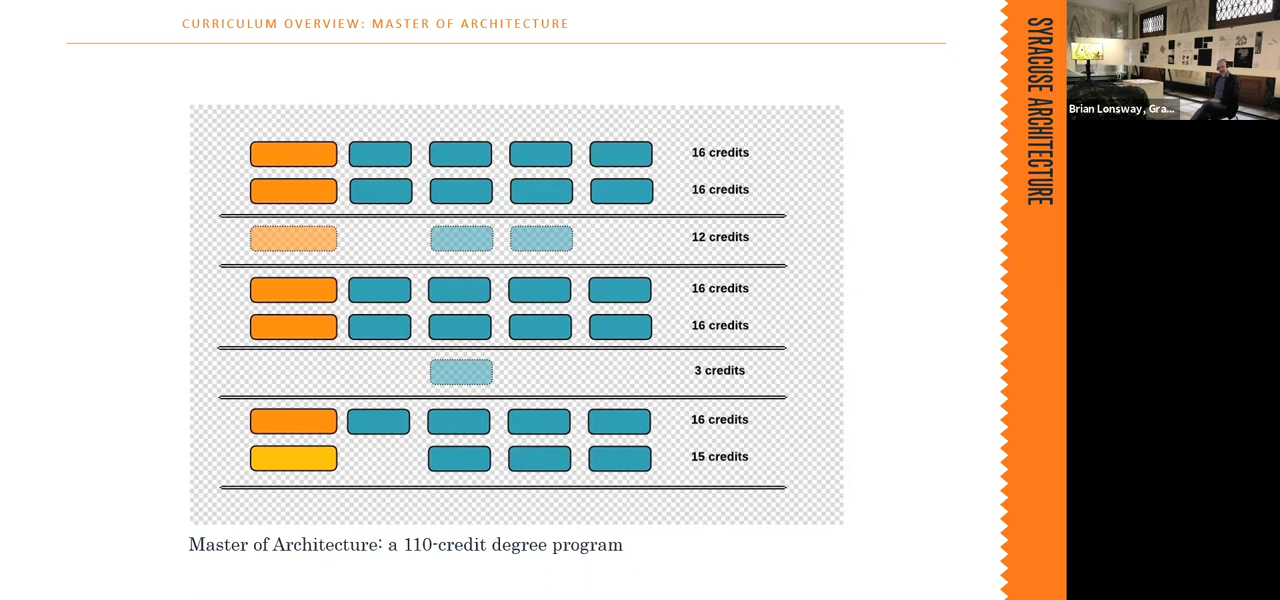 CURRICULUM OVERVIEW: MASTER OF ARCHITECTURE
16 credits
16 credits
12 credits
16 credits
16 credits
3 credits
16 credits
15 credits
Master of Architecture: a 110-credit degree program
SYRACUSE ARCHITECTURE
Brian Lonsway, Gra...